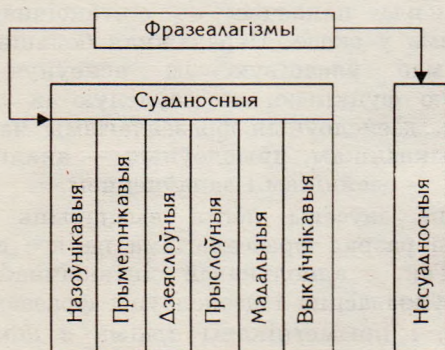 Фразеалагізмы
Суадносныя
Назоўнікавыя
Прыметнікавыя
Дзеяслоўныя
Прыслоўныя
Мадальныя
Выклічнікавыя
Несуадносныя